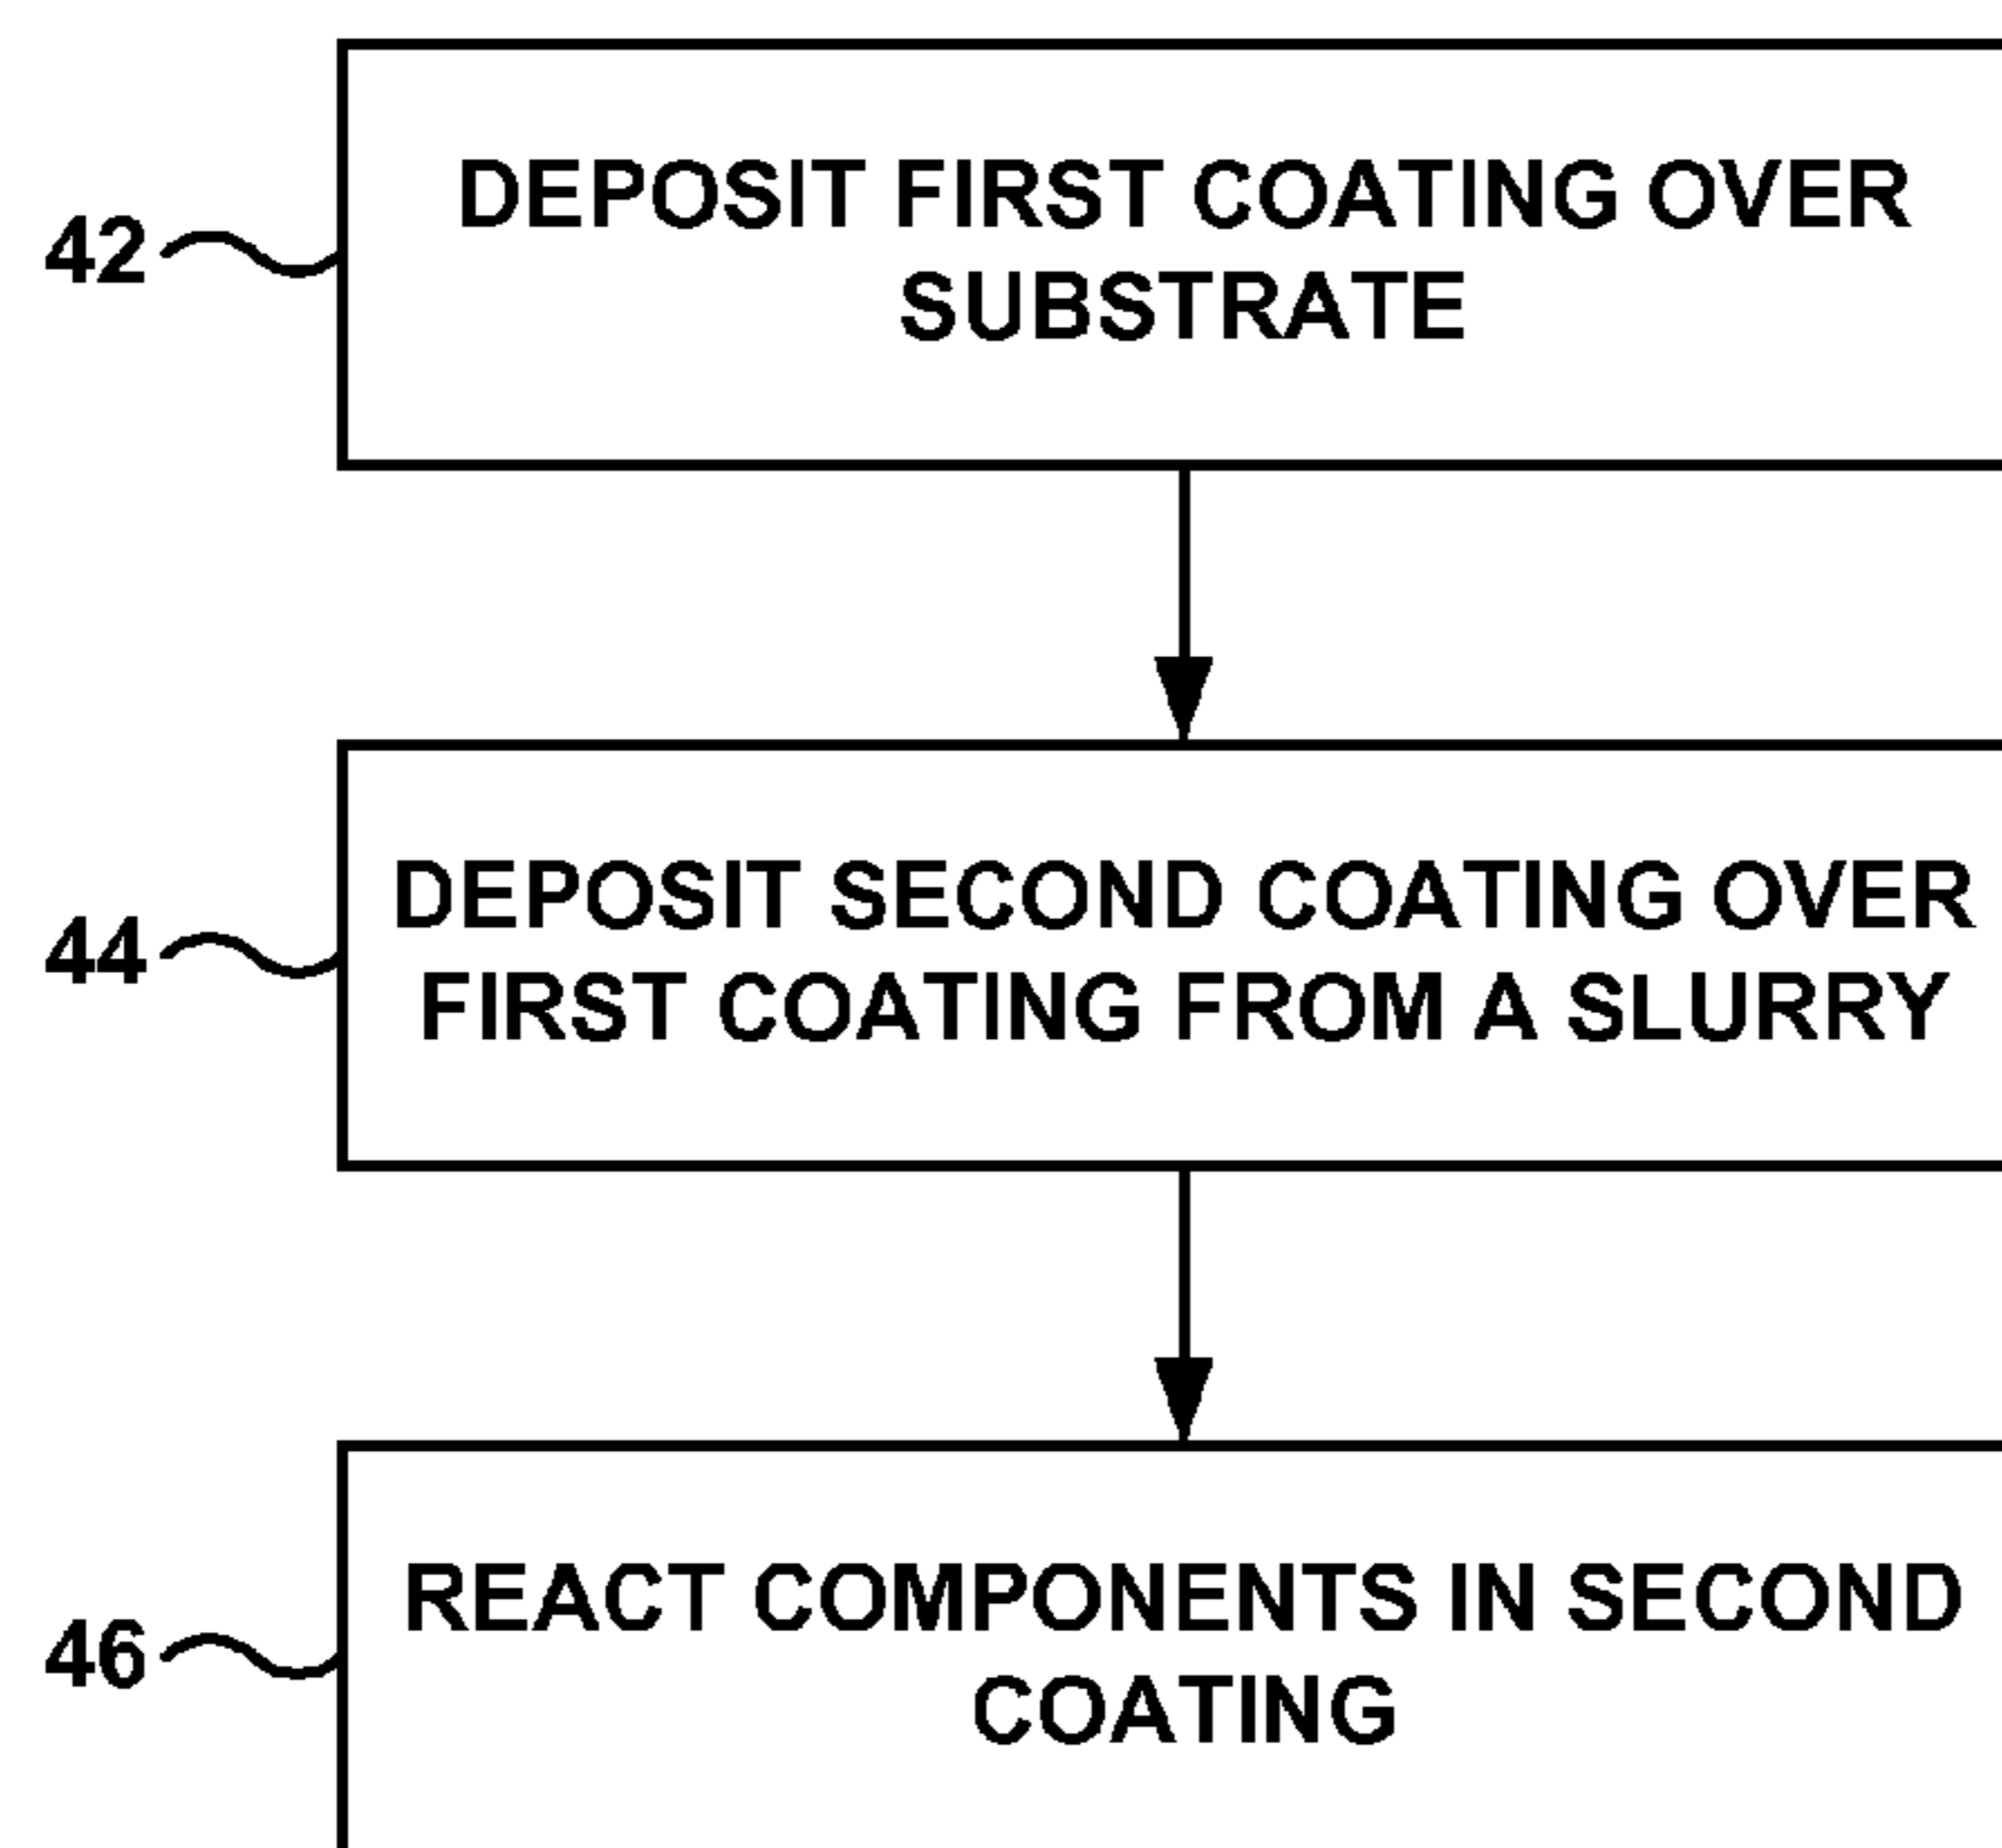 42
DEPOSIT FIRST COATING OVER
SUBSTRATE
44
DEPOSIT SECOND COATING OVER
FIRST COATING FROM A SLURRY
46
REACT COMPONENTS IN SECOND
COATING